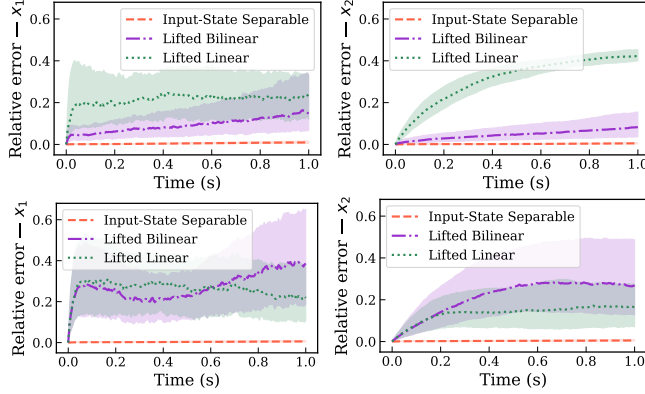 Relative error — x₁
0.6
0.4
0.2
0.0
Input-State Separable
Lifted Bilinear
Lifted Linear
0.0 0.2 0.4 0.6 0.8 1.0
Time (s)
Relative error — x₂
0.6
0.4
0.2
0.0
Input-State Separable
Lifted Bilinear
Lifted Linear
0.0 0.2 0.4 0.6 0.8 1.0
Time (s)
Relative error — x₁
0.6
0.4
0.2
0.0
Input-State Separable
Lifted Bilinear
Lifted Linear
0.0 0.2 0.4 0.6 0.8 1.0
Time (s)
Relative error — x₂
0.6
0.4
0.2
0.0
Input-State Separable
Lifted Bilinear
Lifted Linear
0.0 0.2 0.4 0.6 0.8 1.0
Time (s)